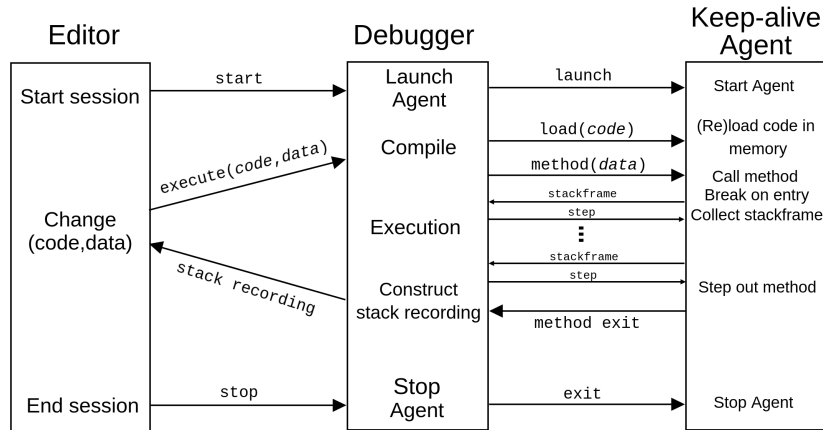 Editor
Debugger
Keep-alive
Agent
Start session
start
Launch
Agent
launch
Start Agent
execute(code,data)
Compile
load(code)
(Re)load code in
memory
method(data)
Call method
Break on entry
Collect stackframe
stackframe
step
Change
(code,data)
Execution
⋮
stackframe
step
Step out method
stack recording
Construct
stack recording
method exit
End session
stop
Stop
Agent
exit
Stop Agent